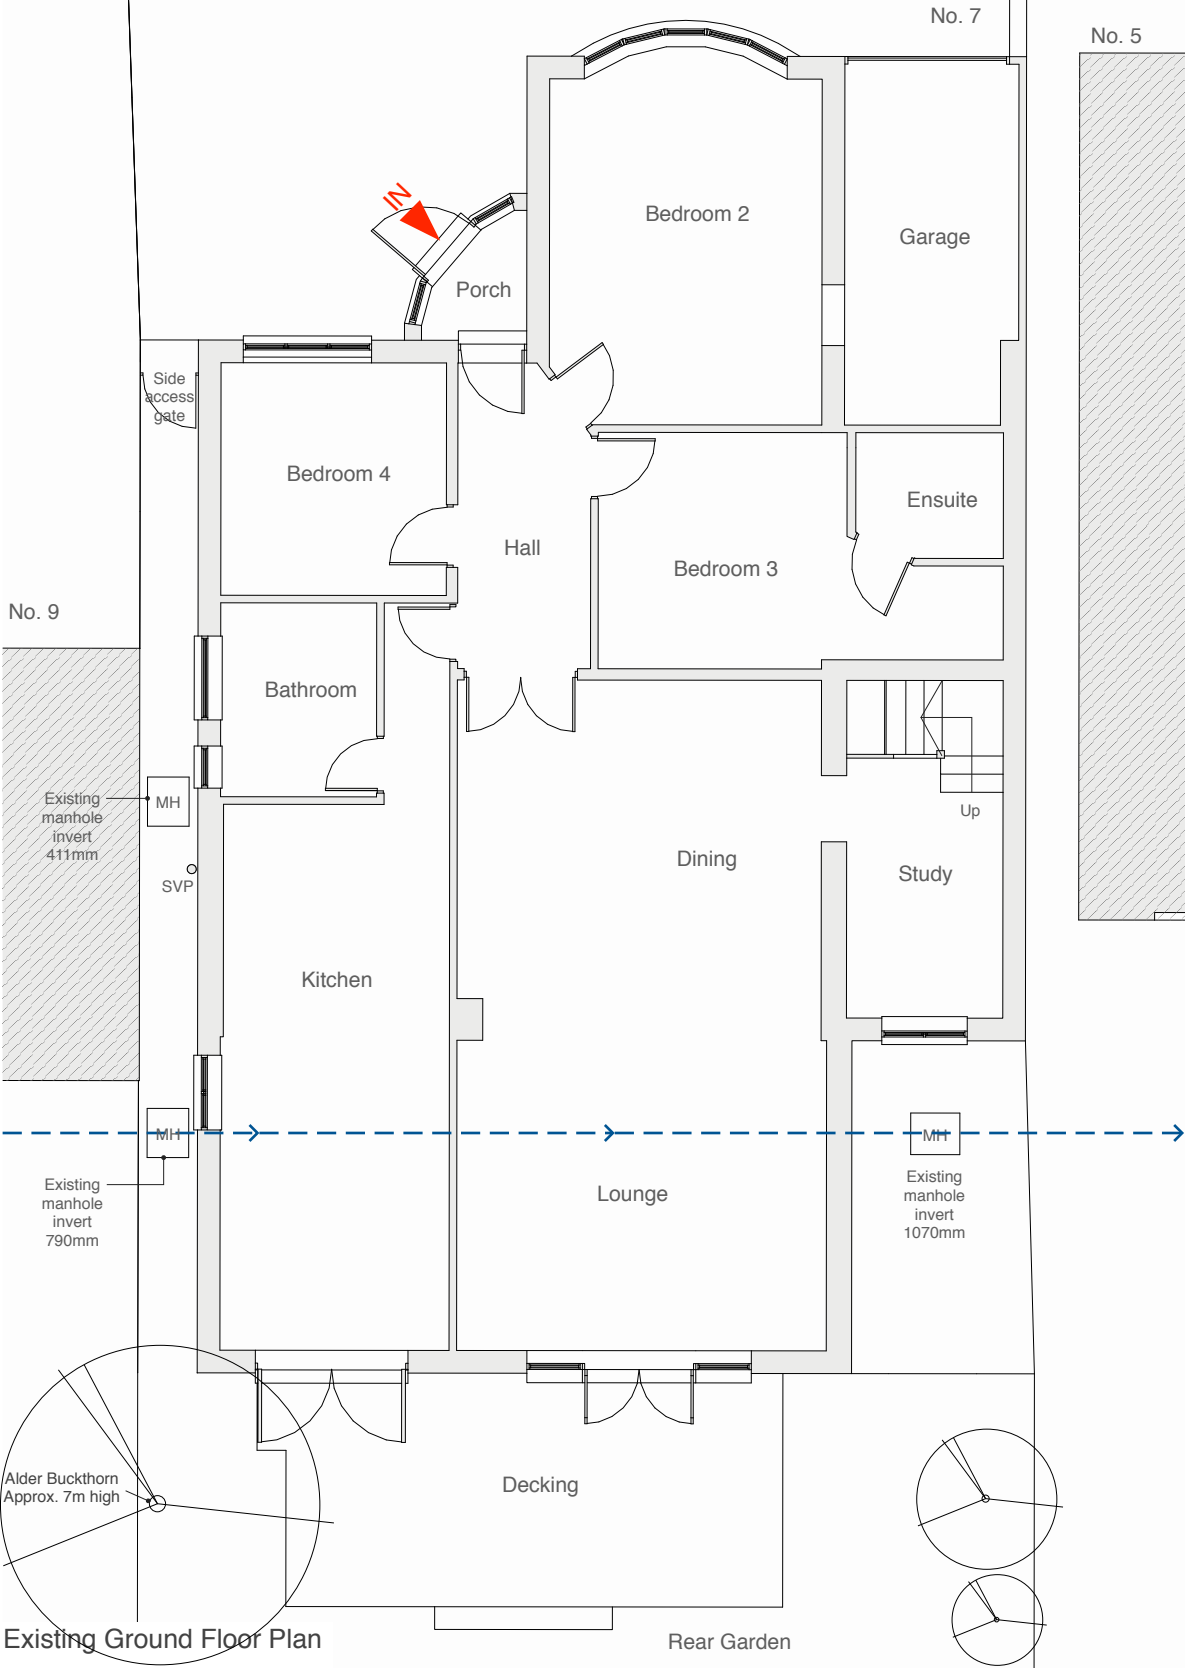 No. 7
No. 5
IN
Bedroom 2
Garage
Porch
Side
access
gate
Bedroom 4
Ensuite
Hall
Bedroom 3
No. 9
Bathroom
Existing
manhole
invert
411mm
MH
Up
Dining
Study
SVP
Kitchen
MH
MH
Existing
manhole
invert
790mm
Lounge
Existing
manhole
invert
1070mm
Alder Buckthorn
Approx. 7m high
Decking
Existing Ground Floor Plan
Rear Garden